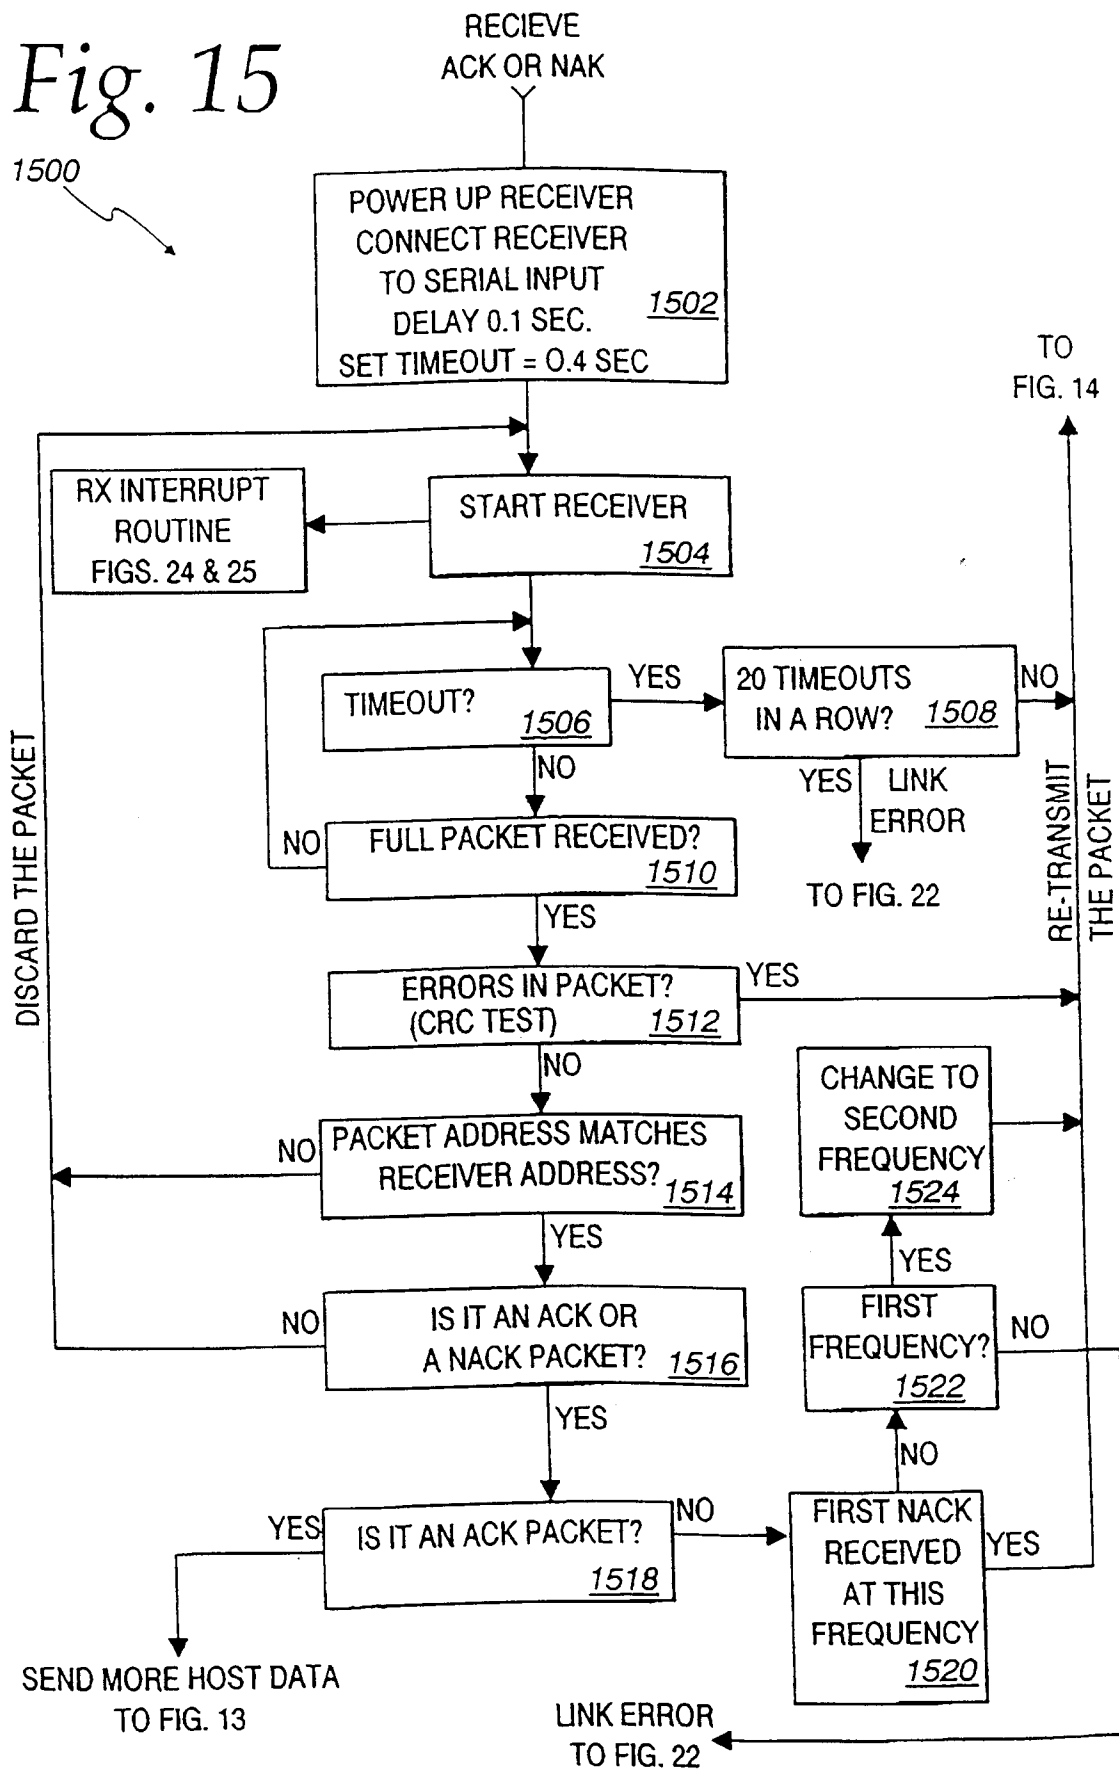 Fig. 15
RECIEVE
ACK OR NAK
1500
POWER UP RECEIVER
CONNECT RECEIVER
TO SERIAL INPUT
DELAY 0.1 SEC.
SET TIMEOUT = 0.4 SEC
1502
TO
FIG. 14
RX INTERRUPT
ROUTINE
FIGS. 24 & 25
START RECEIVER
1504
TIMEOUT?
1506
YES
20 TIMEOUTS
IN A ROW?
1508
NO
NO
YES
LINK
ERROR
TO FIG. 22
NO
FULL PACKET RECEIVED?
1510
YES
DISCARD THE PACKET
RE-TRANSMIT
THE PACKET
ERRORS IN PACKET?
(CRC TEST)
1512
YES
NO
CHANGE TO
SECOND
FREQUENCY
1524
NO
PACKET ADDRESS MATCHES
RECEIVER ADDRESS?
1514
YES
YES
NO
IS IT AN ACK OR
A NACK PACKET?
1516
FIRST
FREQUENCY?
1522
NO
YES
NO
YES
IS IT AN ACK PACKET?
1518
NO
FIRST NACK
RECEIVED
AT THIS
FREQUENCY
1520
YES
SEND MORE HOST DATA
TO FIG. 13
LINK ERROR
TO FIG. 22